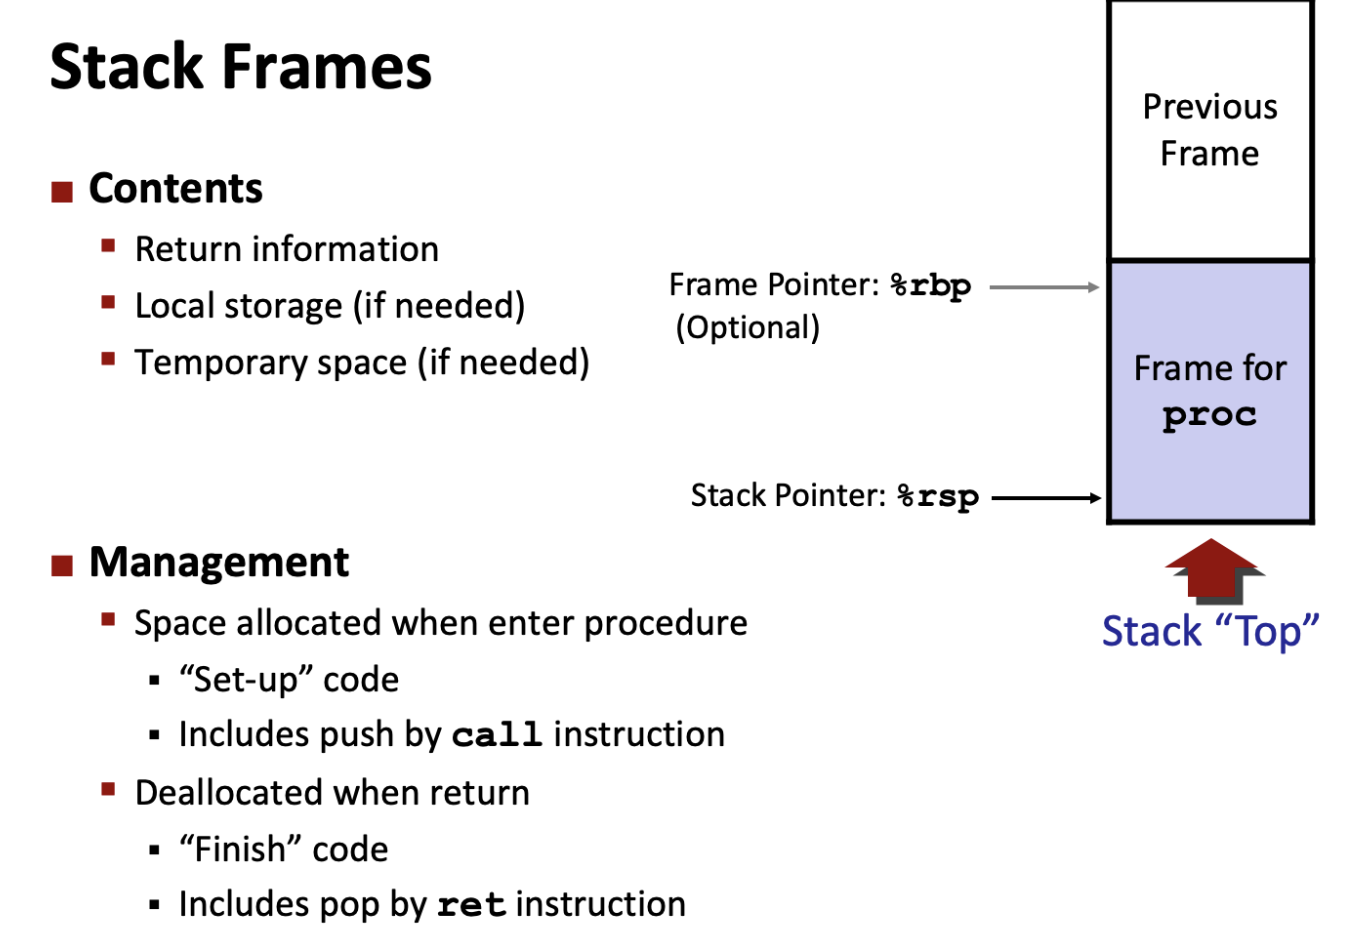 Stack Frames
Contents
Return information
Local storage (if needed)
Temporary space (if needed)
Management
Space allocated when enter procedure
“Set-up” code
Includes push by call instruction
Deallocated when return
“Finish” code
Includes pop by ret instruction
Previous
Frame
Frame Pointer: %rbp
(Optional)
Frame for
proc
Stack Pointer: %rsp
Stack “Top”